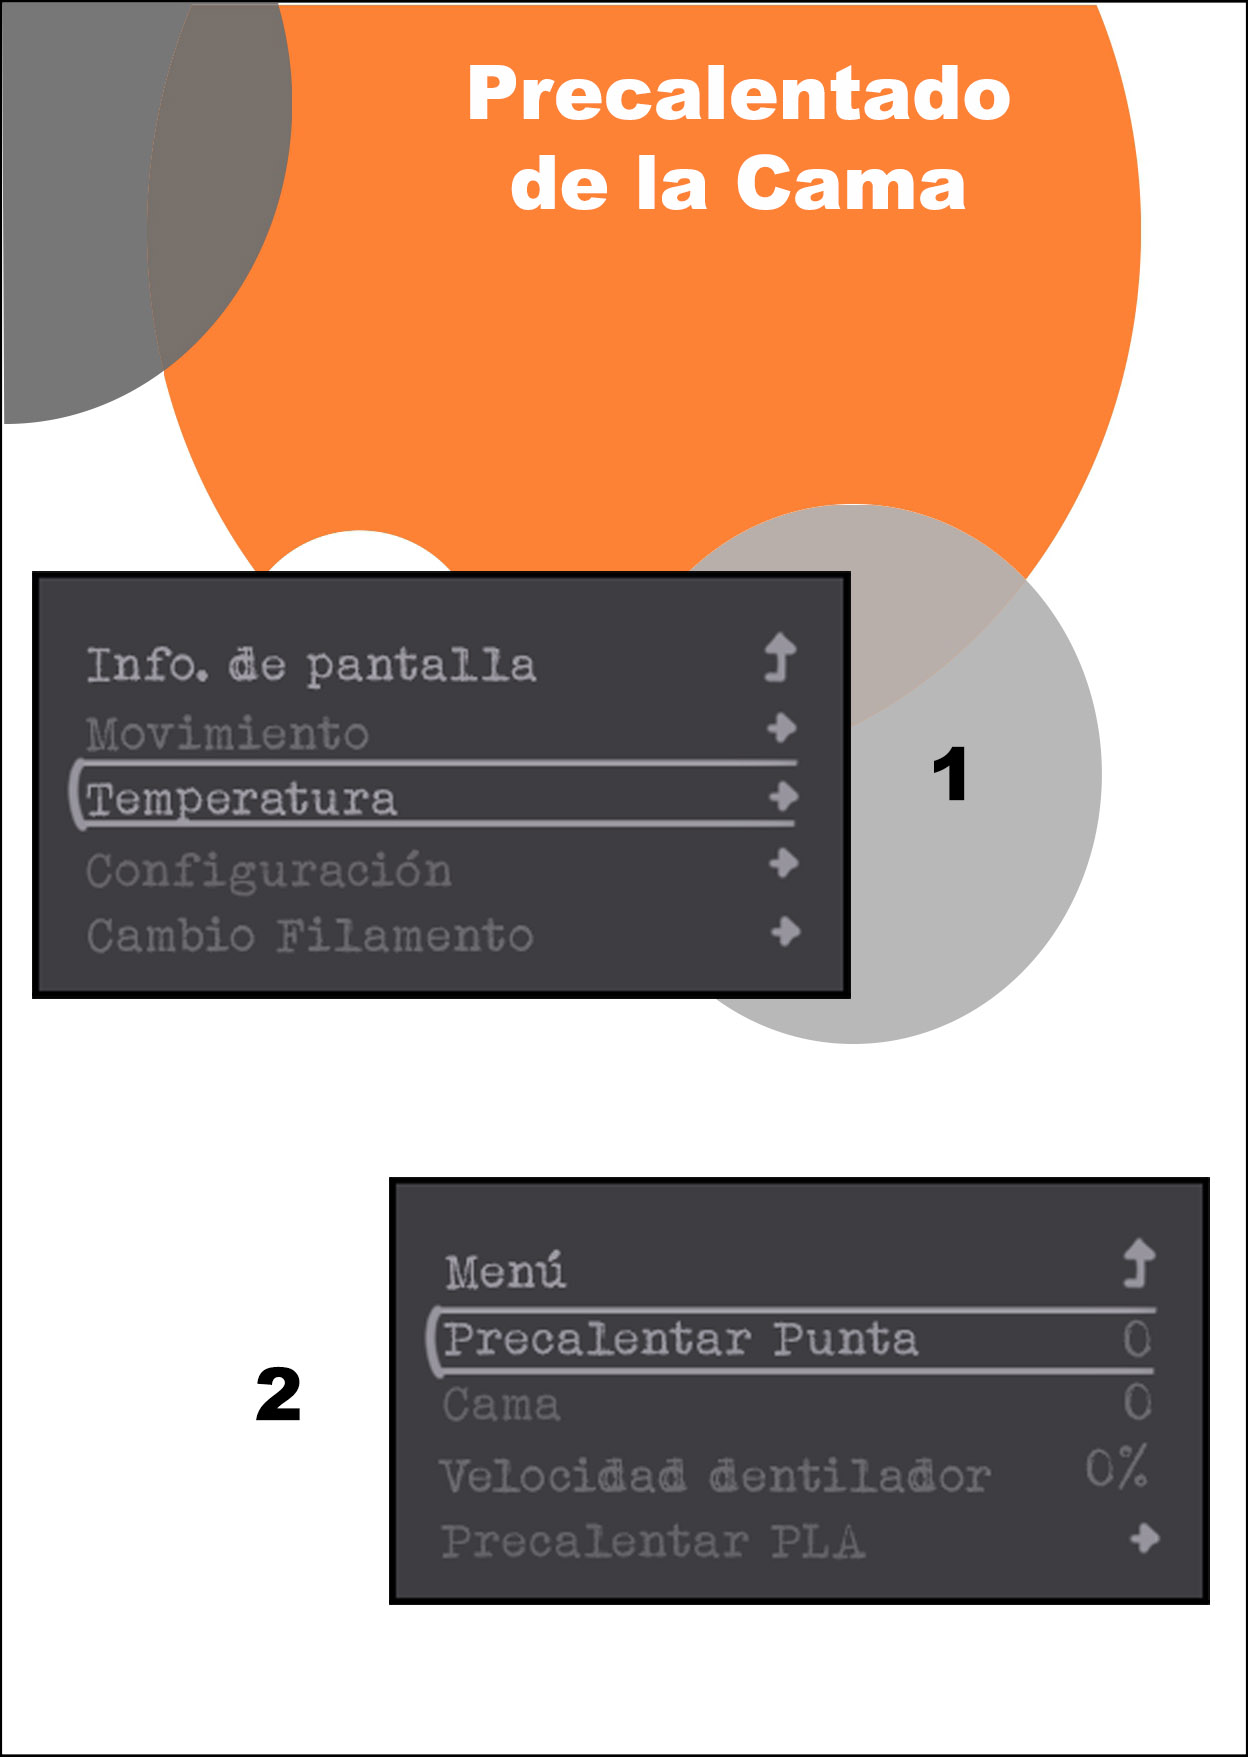 Precalentado
de la Cama
Info. de pantalla
Movimiento
Temperatura
Configuración
Cambio Filamento
1
Menú
Precalentar Punta 0
Cama 0
Velocidad dentilador 0%
Precalentar PLA
2